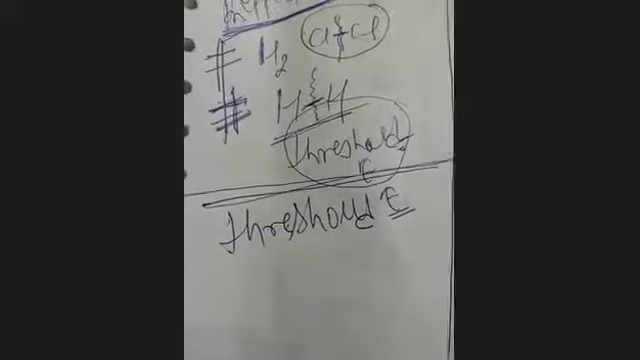 # H₂ Cl-Cl
# H-H
threshold
E
threshold E